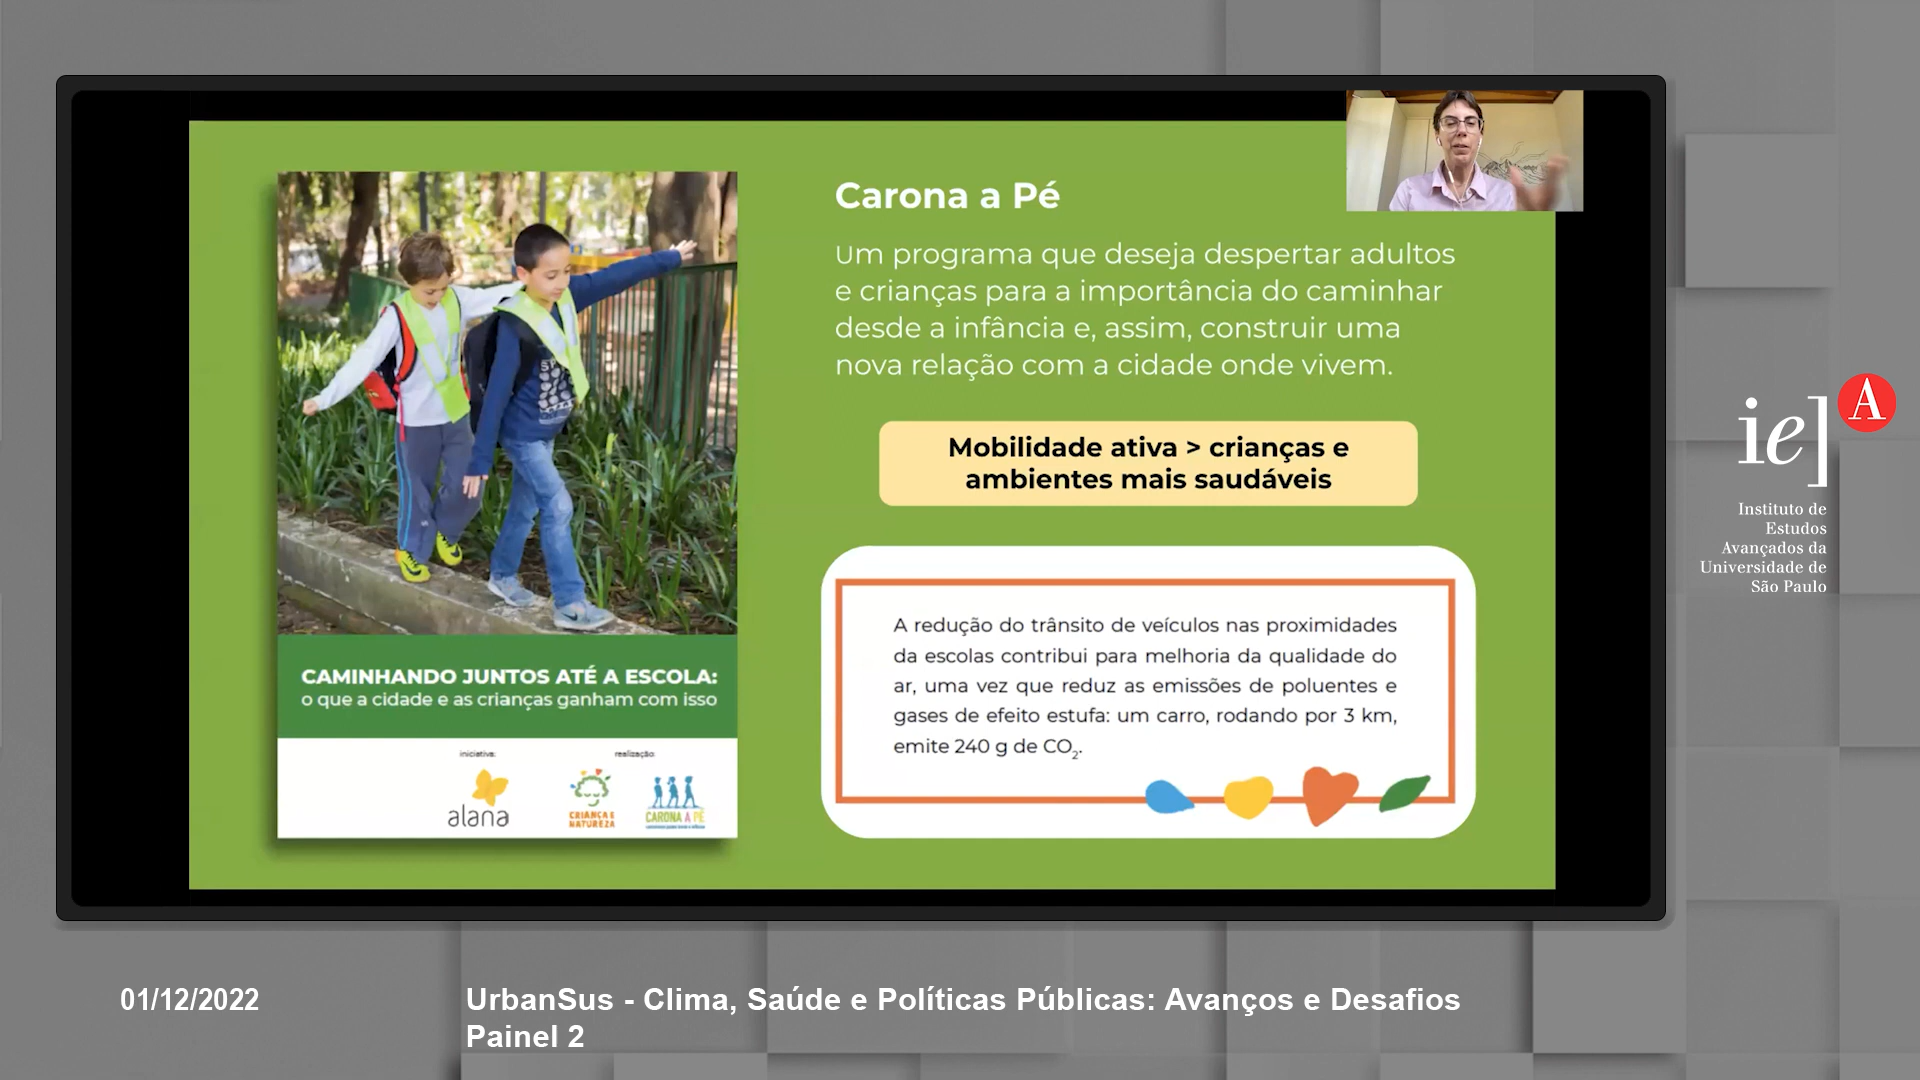 Carona a Pé
Um programa que deseja despertar adultos
e crianças para a importância do caminhar
desde a infância e, assim, construir uma
nova relação com a cidade onde vivem.
Mobilidade ativa > crianças e
ambientes mais saudáveis
A redução do trânsito de veículos nas proximidades
da escolas contribui para melhoria da qualidade do
ar, uma vez que reduz as emissões de poluentes e
gases de efeito estufa: um carro, rodando por 3 km,
emite 240 g de CO₂.
CAMINHANDO JUNTOS ATÉ A ESCOLA:
o que a cidade e as crianças ganham com isso
iniciativa:
realização:
alana
CRIANÇA E
NATUREZA
CARONA A PÉ
ie]A
Instituto de
Estudos
Avançados da
Universidade de
São Paulo
01/12/2022
UrbanSus - Clima, Saúde e Políticas Públicas: Avanços e Desafios
Painel 2